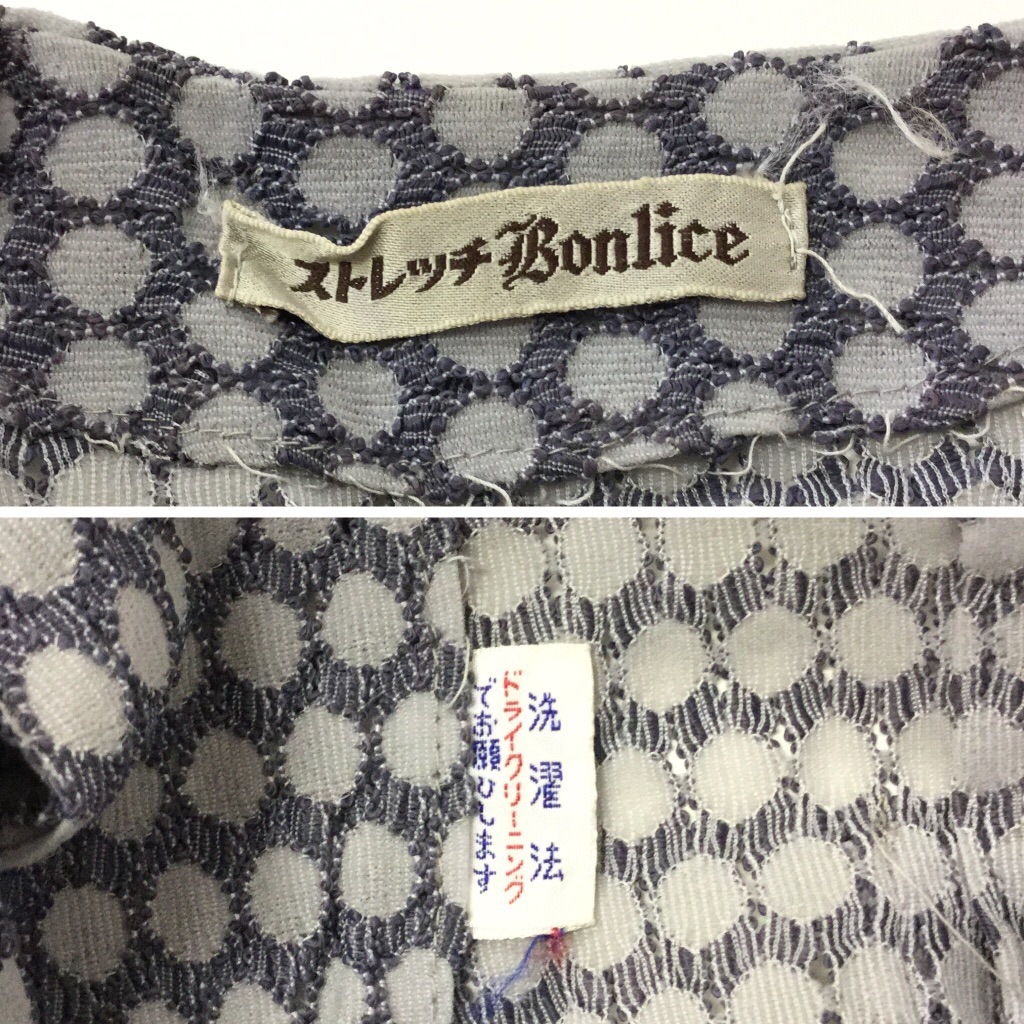 ストレッチ Bonlice
洗濯法
ドライクリーニング
でお願ひします